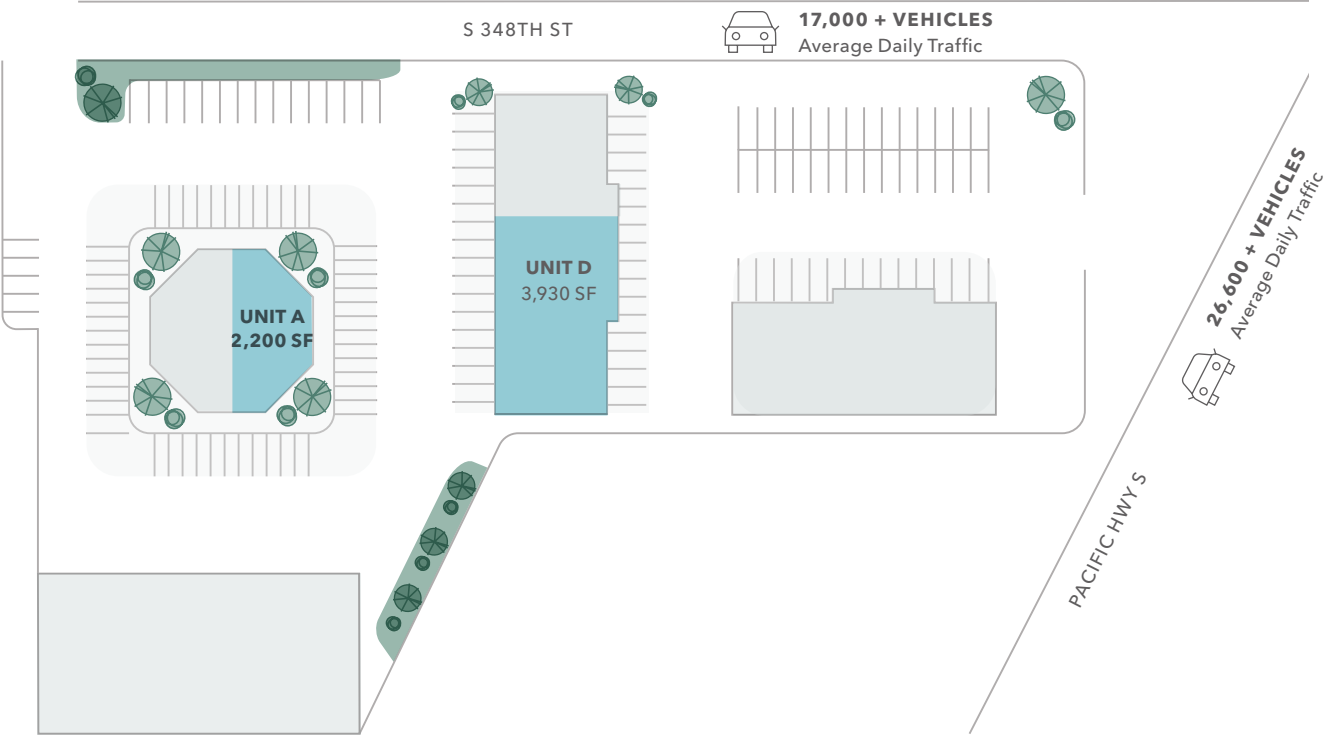 S 348TH ST
17,000 + VEHICLES
Average Daily Traffic
26,600 + VEHICLES
Average Daily Traffic
UNIT D
3,930 SF
UNIT A
2,200 SF
PACIFIC HWY S